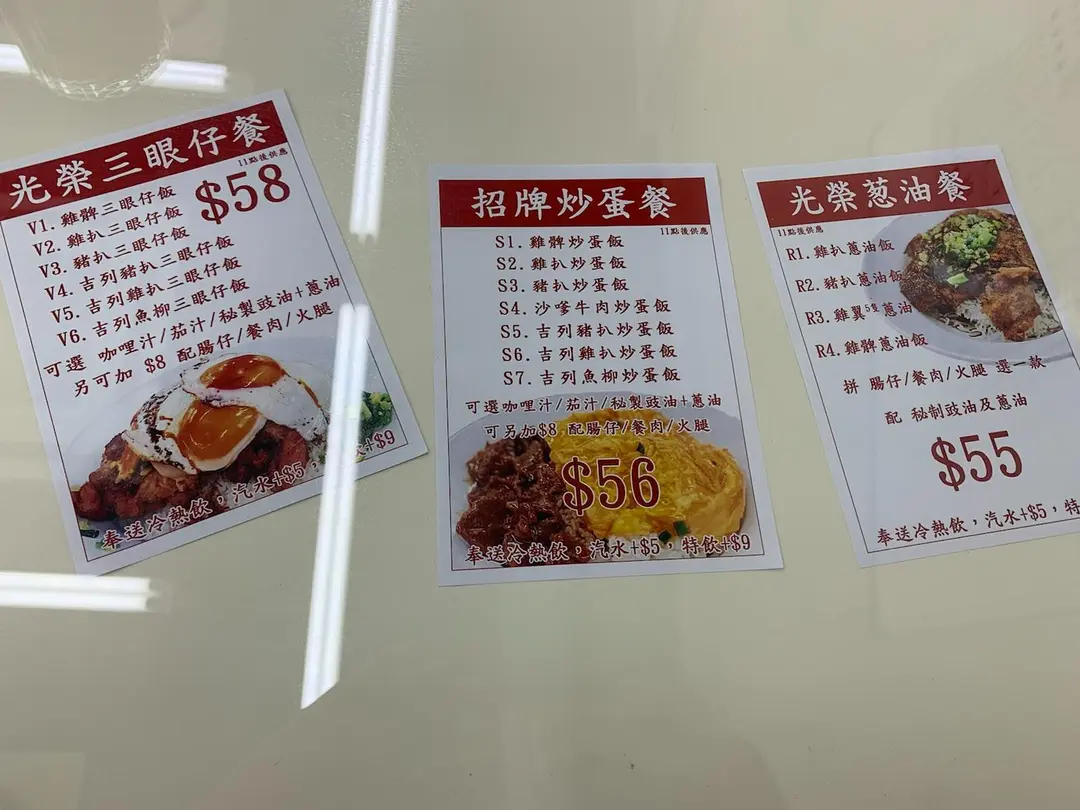 光榮三眼仔餐
11點後供應
$58
V1. 雞髀三眼仔飯
V2. 雞扒三眼仔飯
V3. 豬扒三眼仔飯
V4. 吉列豬扒三眼仔飯
V5. 吉列雞扒三眼仔飯
V6. 吉列魚柳三眼仔飯
可選 咖哩汁/茄汁/秘製豉油+蔥油
另可加 $8 配腸仔/餐肉/火腿
奉送冷熱飲，汽水+$5，+$9
招牌炒蛋餐
11點後供應
S1. 雞髀炒蛋飯
S2. 雞扒炒蛋飯
S3. 豬扒炒蛋飯
S4. 沙嗲牛肉炒蛋飯
S5. 吉列豬扒炒蛋飯
S6. 吉列雞扒炒蛋飯
S7. 吉列魚柳炒蛋飯
可選咖哩汁/茄汁/秘製豉油+蔥油
可另加$8 配腸仔/餐肉/火腿
$56
奉送冷熱飲，汽水+$5，特飲+$9
光榮葱油餐
11點後供應
R1. 雞扒蔥油飯
R2. 豬扒蔥油飯
R3. 雞翼5隻蔥油
R4. 雞髀蔥油飯
拼 腸仔/餐肉/火腿 選一款
配 秘制豉油及蔥油
$55
奉送冷熱飲，汽水+$5，特